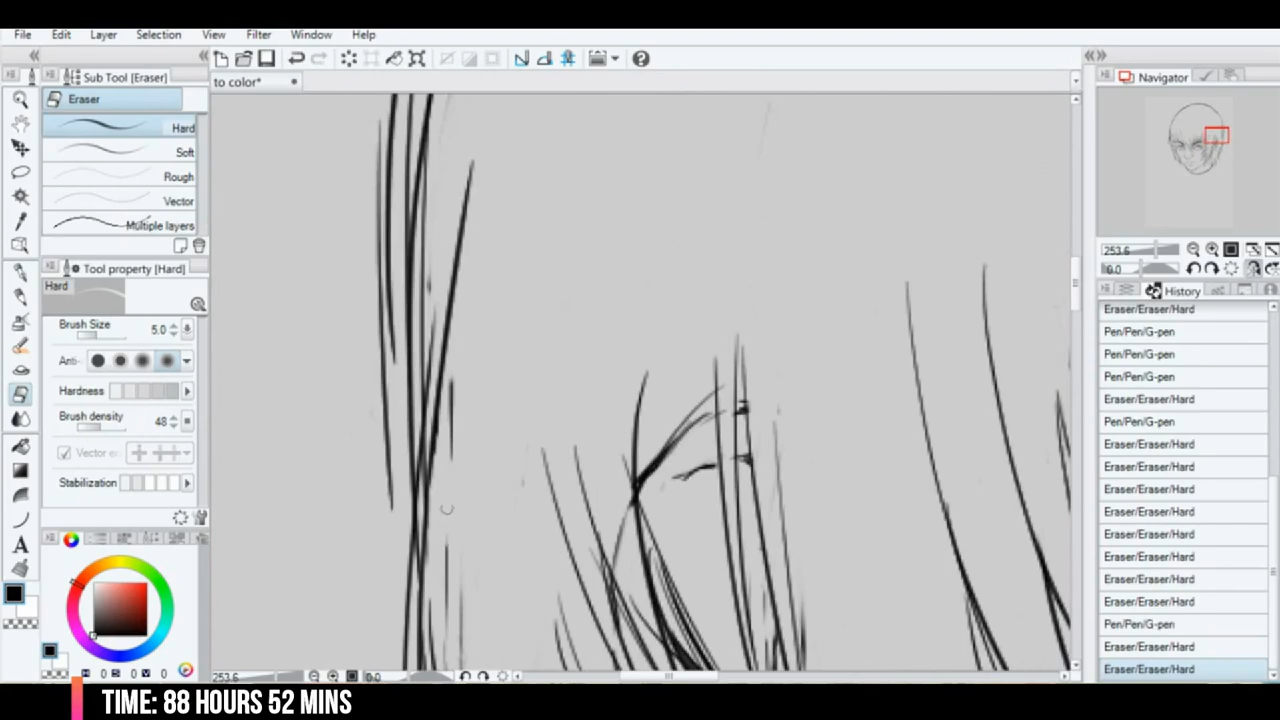 File Edit Layer Selection View Filter Window Help
Sub Tool [Eraser]
to color*
Navigator
Eraser
Hard
Soft
Rough
Vector
Multiple layers
Tool property [Hard]
Hard
Brush Size 5.0
Anti-
Hardness
Brush density 48
Vector e
Stabilization
253.6
0.0
History
Eraser/Eraser/Hard
Pen/Pen/G-pen
Pen/Pen/G-pen
Pen/Pen/G-pen
Eraser/Eraser/Hard
Pen/Pen/G-pen
Eraser/Eraser/Hard
Eraser/Eraser/Hard
Eraser/Eraser/Hard
Eraser/Eraser/Hard
Eraser/Eraser/Hard
Eraser/Eraser/Hard
Eraser/Eraser/Hard
Eraser/Eraser/Hard
Pen/Pen/G-pen
Eraser/Eraser/Hard
Eraser/Eraser/Hard
A
H 0 S 0 V 0
253.6 0.0
TIME: 88 HOURS 52 MINS